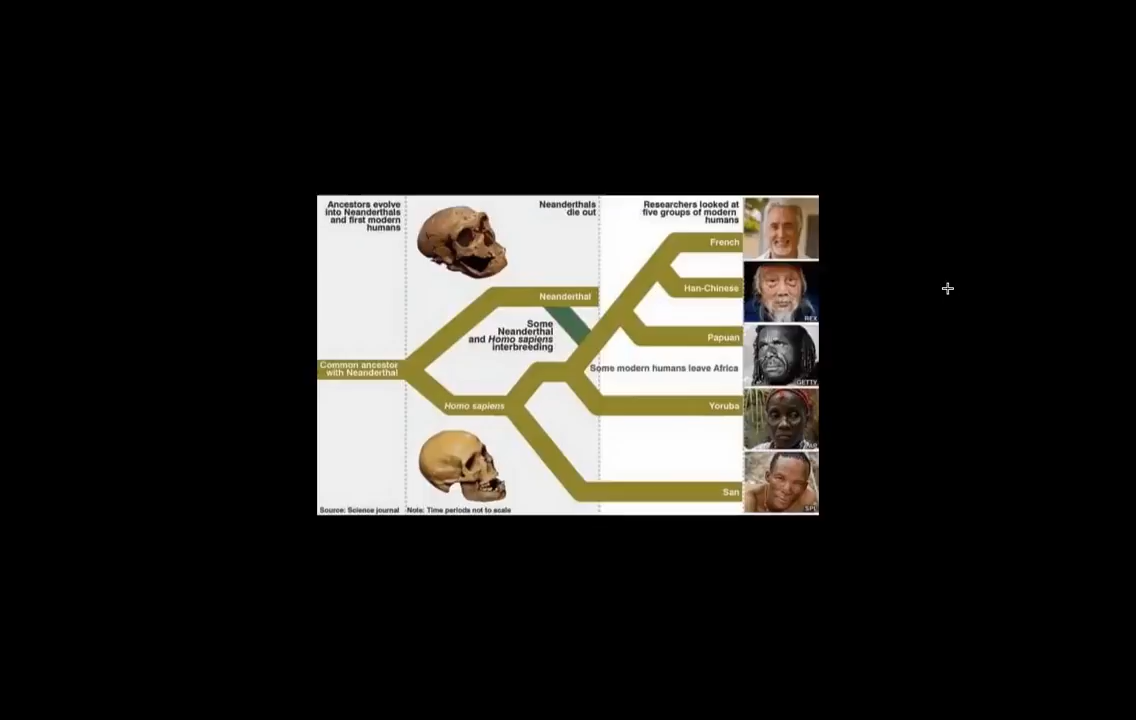 Ancestors evolve
into Neanderthals
and first modern
humans
Neanderthals
die out
Researchers looked at
five groups of modern
humans
French
Han-Chinese
REX
Neanderthal
Some
Neanderthal
and Homo sapiens
interbreeding
Papuan
Common ancestor
with Neanderthal
Some modern humans leave Africa
GETTY
Homo sapiens
Yoruba
San
Source: Science journal
Note: Time periods not to scale
SPL